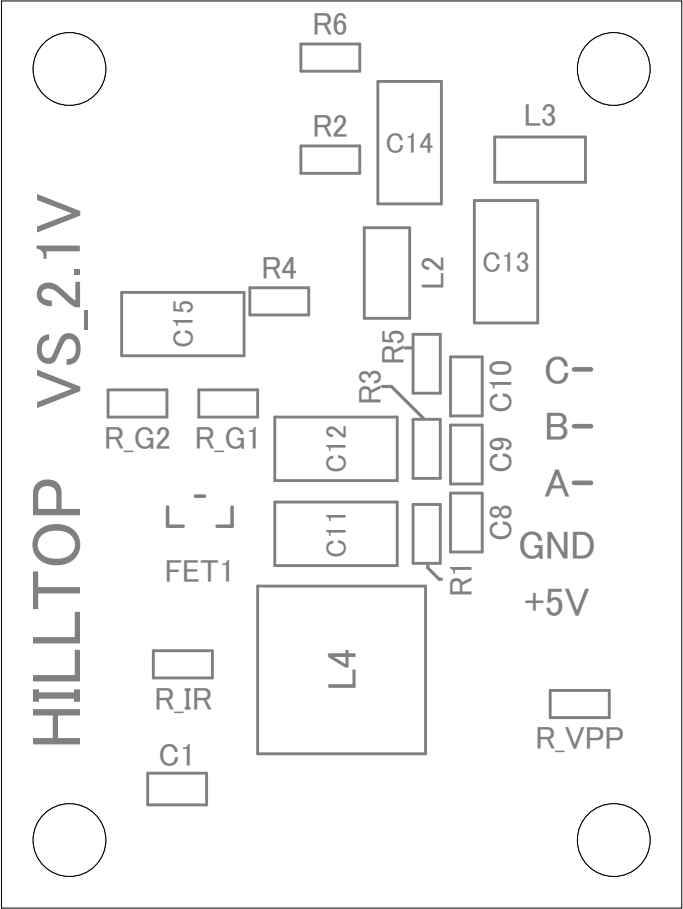 R6
R2
C14
L3
C13
L2
R4
C15
VS_2.1V
R5
R3
C10
C-
R_G2
R_G1
C12
C9
B-
A-
C11
C8
FET1
GND
R1
+5V
HILLTOP
L4
R_IR
R_VPP
C1